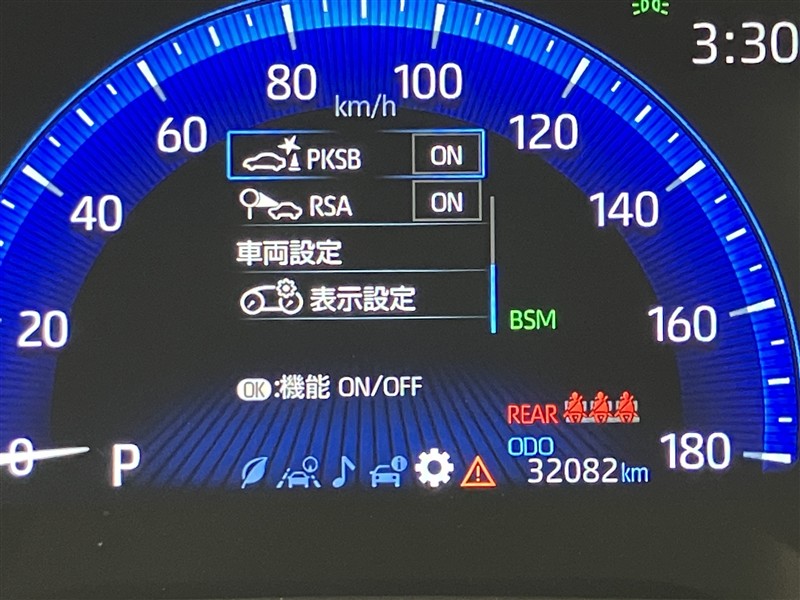 3:30
80
100
km/h
60
120
PKSB ON
40
RSA ON
140
車両設定
表示設定
20
BSM
160
OK:機能 ON/OFF
REAR
ODO
0
P
32082km
180